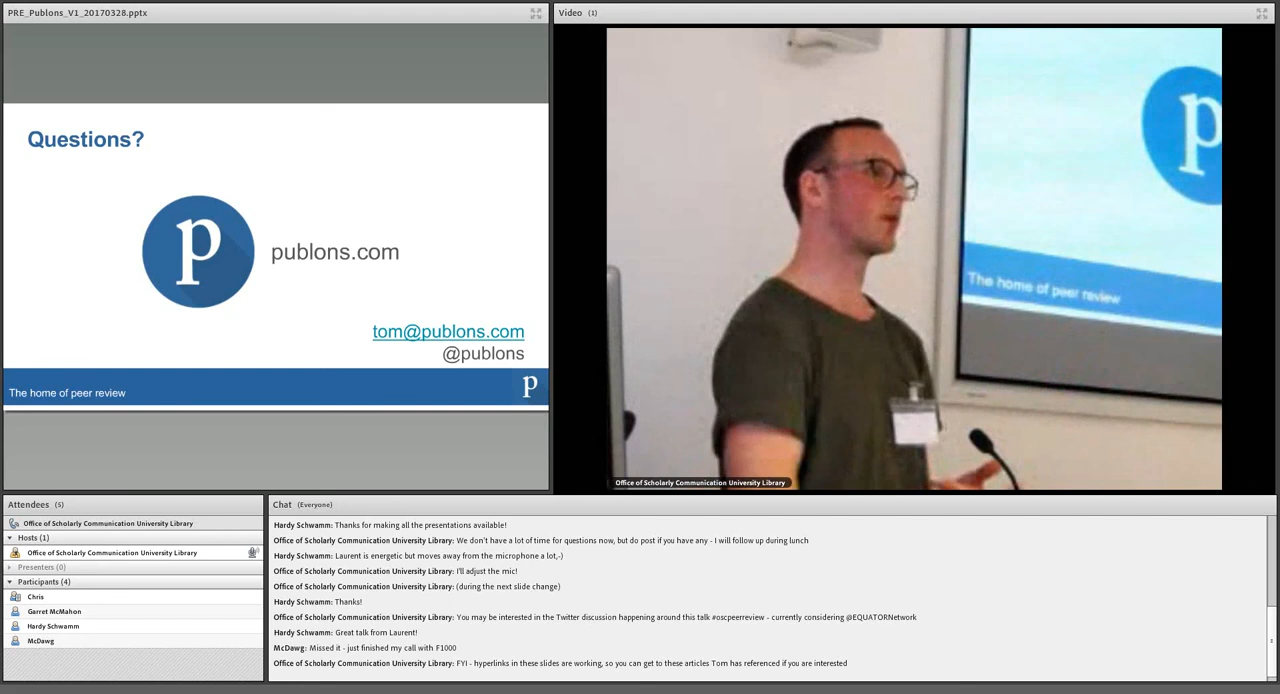 PRE_Publons_V1_20170328.pptx
Questions?
p
publons.com
tom@publons.com
@publons
The home of peer review
p
Video (1)
p
The home of peer review
Office of Scholarly Communication University Library
Attendees (5)
Office of Scholarly Communication University Library
Hosts (1)
Office of Scholarly Communication University Library
Presenters (0)
Participants (4)
Chris
Garret McMahon
Hardy Schwamm
McDawg
Chat (Everyone)
Hardy Schwamm: Thanks for making all the presentations available!
Office of Scholarly Communication University Library: We don't have a lot of time for questions now, but do post if you have any - I will follow up during lunch
Hardy Schwamm: Laurent is energetic but moves away from the microphone a lot,-)
Office of Scholarly Communication University Library: I'll adjust the mic!
Office of Scholarly Communication University Library: (during the next slide change)
Hardy Schwamm: Thanks!
Office of Scholarly Communication University Library: You may be interested in the Twitter discussion happening around this talk #oscpeerreview - currently considering @EQUATORNetwork
Hardy Schwamm: Great talk from Laurent!
McDawg: Missed it - just finished my call with F1000
Office of Scholarly Communication University Library: FYI - hyperlinks in these slides are working, so you can get to these articles Tom has referenced if you are interested